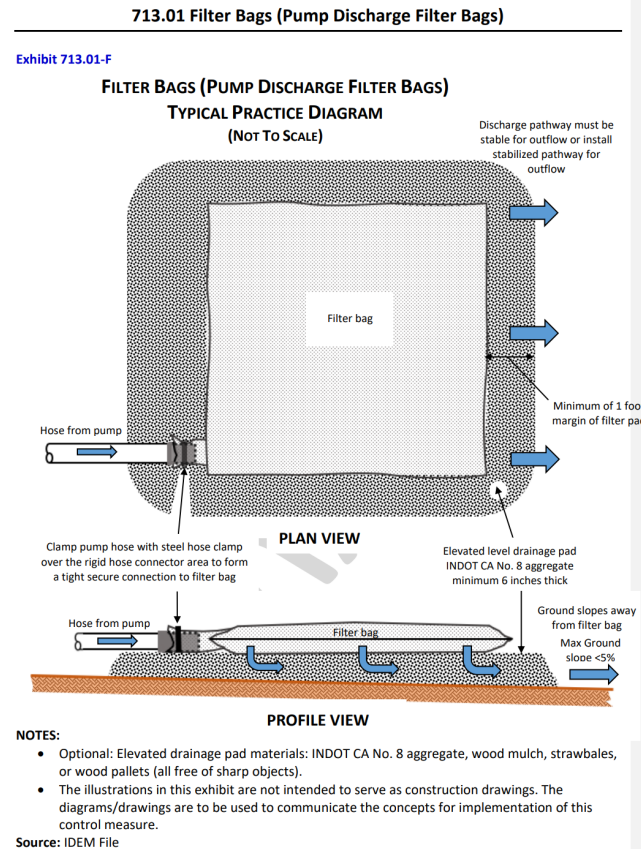 713.01 Filter Bags (Pump Discharge Filter Bags)
Exhibit 713.01-F
FILTER BAGS (PUMP DISCHARGE FILTER BAGS)
TYPICAL PRACTICE DIAGRAM
(NOT TO SCALE)
Discharge pathway must be
stable for outflow or install
stabilized pathway for
outflow
Filter bag
Minimum of 1 foo
margin of filter pa
Hose from pump
PLAN VIEW
Clamp pump hose with steel hose clamp
over the rigid hose connector area to form
a tight secure connection to filter bag
Elevated level drainage pad
INDOT CA No. 8 aggregate
minimum 6 inches thick
Ground slopes away
from filter bag
Max Ground
slope <5%
Hose from pump
Filter bag
PROFILE VIEW
NOTES:
• Optional: Elevated drainage pad materials: INDOT CA No. 8 aggregate, wood mulch, strawbales,
or wood pallets (all free of sharp objects).
• The illustrations in this exhibit are not intended to serve as construction drawings. The
diagrams/drawings are to be used to communicate the concepts for implementation of this
control measure.
Source: IDEM File